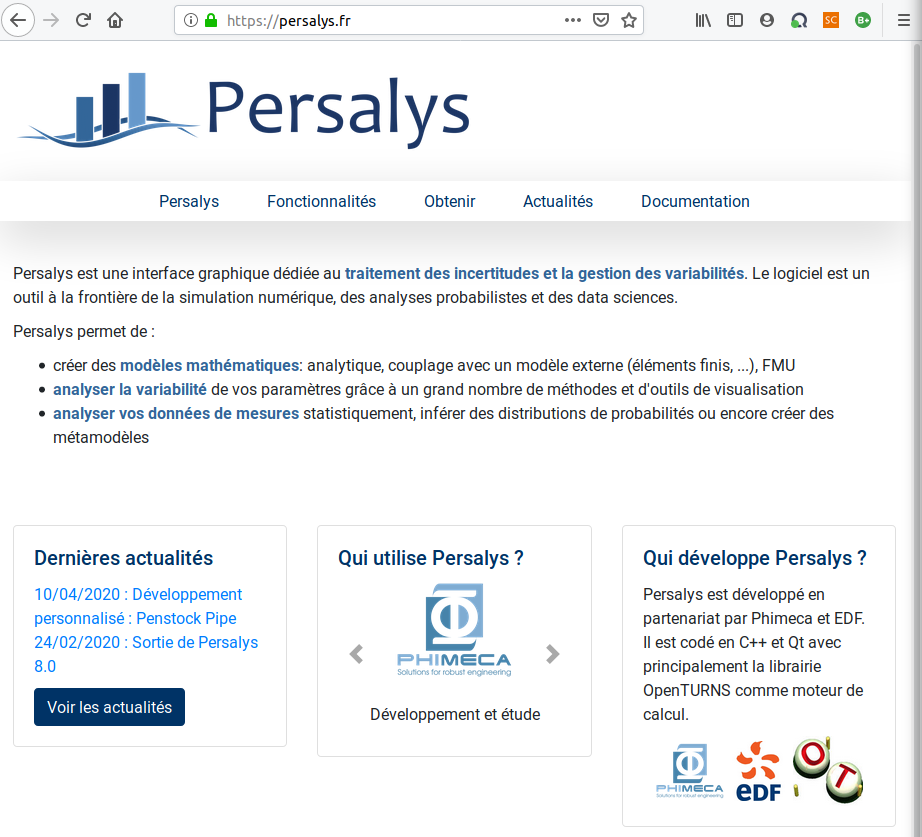 https://persalys.fr
SC
B+
Persalys
Persalys Fonctionnalités Obtenir Actualités Documentation
Persalys est une interface graphique dédiée au traitement des incertitudes et la gestion des variabilités. Le logiciel est un
outil à la frontière de la simulation numérique, des analyses probabilistes et des data sciences.
Persalys permet de :
créer des modèles mathématiques: analytique, couplage avec un modèle externe (éléments finis, ...), FMU
analyser la variabilité de vos paramètres grâce à un grand nombre de méthodes et d'outils de visualisation
analyser vos données de mesures statistiquement, inférer des distributions de probabilités ou encore créer des
métamodèles
Dernières actualités
10/04/2020 : Développement
personnalisé : Penstock Pipe
24/02/2020 : Sortie de Persalys
8.0
Voir les actualités
Qui utilise Persalys ?
PHIMECA
Solutions for robust engineering
Développement et étude
Qui développe Persalys ?
Persalys est développé en
partenariat par Phimeca et EDF.
Il est codé en C++ et Qt avec
principalement la librairie
OpenTURNS comme moteur de
calcul.
PHIMECA
Solutions for robust engineering
eDF
OT